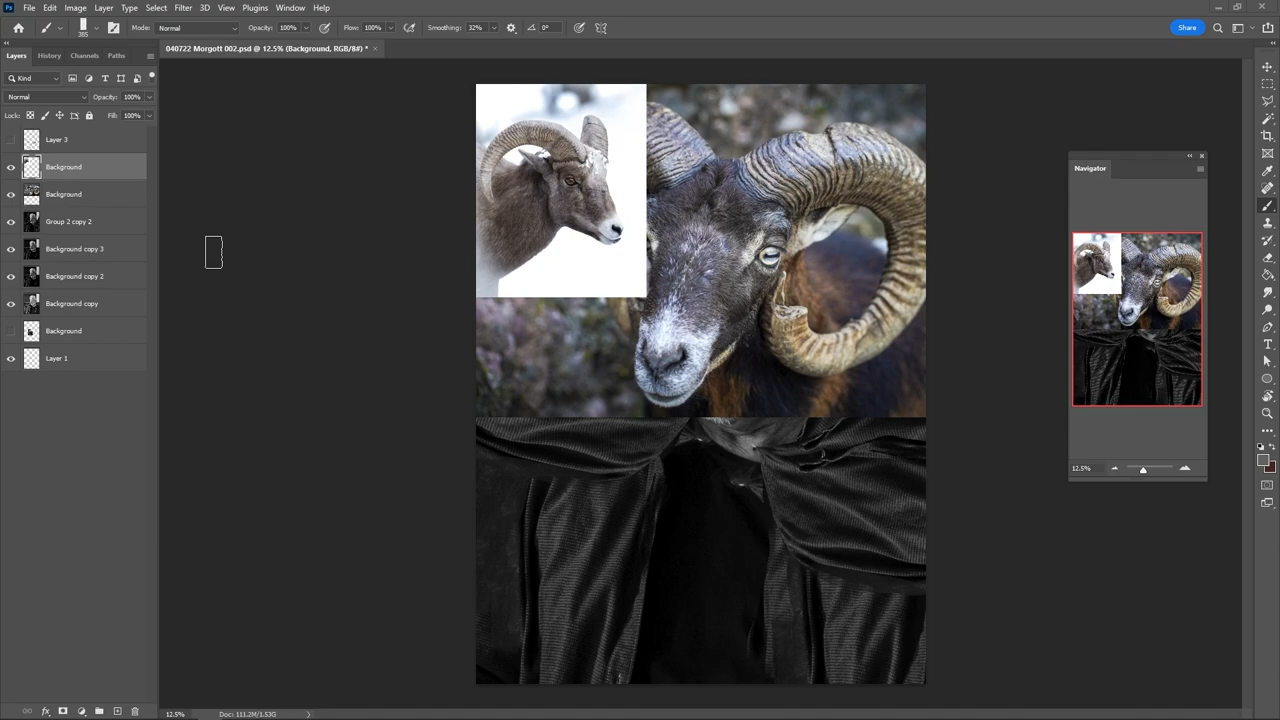 Ps File Edit Image Layer Type Select Filter 3D View Plugins Window Help
385 Mode: Normal Opacity: 100% Flow: 100% Smoothing: 32% 0° Share
040722 Morgott 002.psd @ 12.5% (Background, RGB/8#) *
Layers History Channels Paths
Kind
Normal Opacity: 100%
Lock: Fill: 100%
Layer 3
Background
Background
Group 2 copy 2
Background copy 3
Background copy 2
Background copy
Background
Layer 1
Navigator
12.5%
12.5% Doc: 111.2M/1.53G